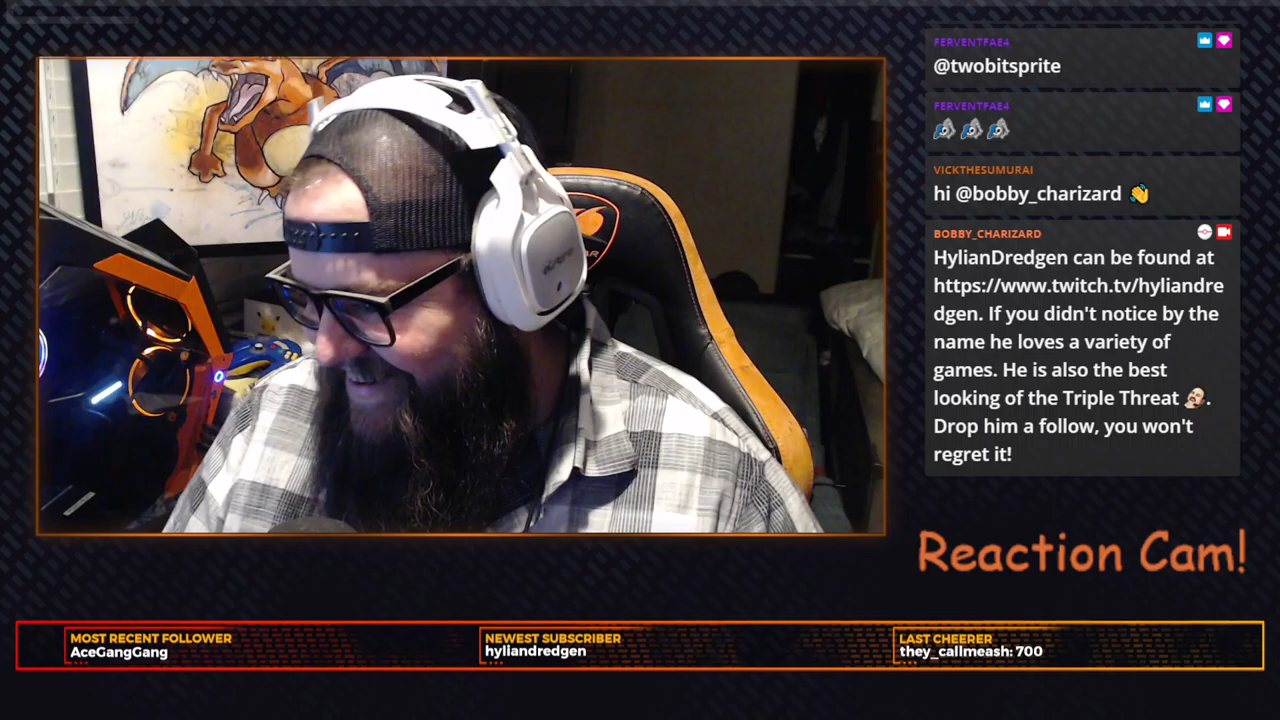 FERVENTFAE4
@twobitsprite
FERVENTFAE4
VICKTHESUMURAI
hi @bobby_charizard 👋
BOBBY_CHARIZARD
HylianDredgen can be found at
https://www.twitch.tv/hyliandre
dgen. If you didn't notice by the
name he loves a variety of
games. He is also the best
looking of the Triple Threat .
Drop him a follow, you won't
regret it!
Reaction Cam!
MOST RECENT FOLLOWER
AceGangGang
NEWEST SUBSCRIBER
hyliandredgen
LAST CHEERER
they_callmeash: 700